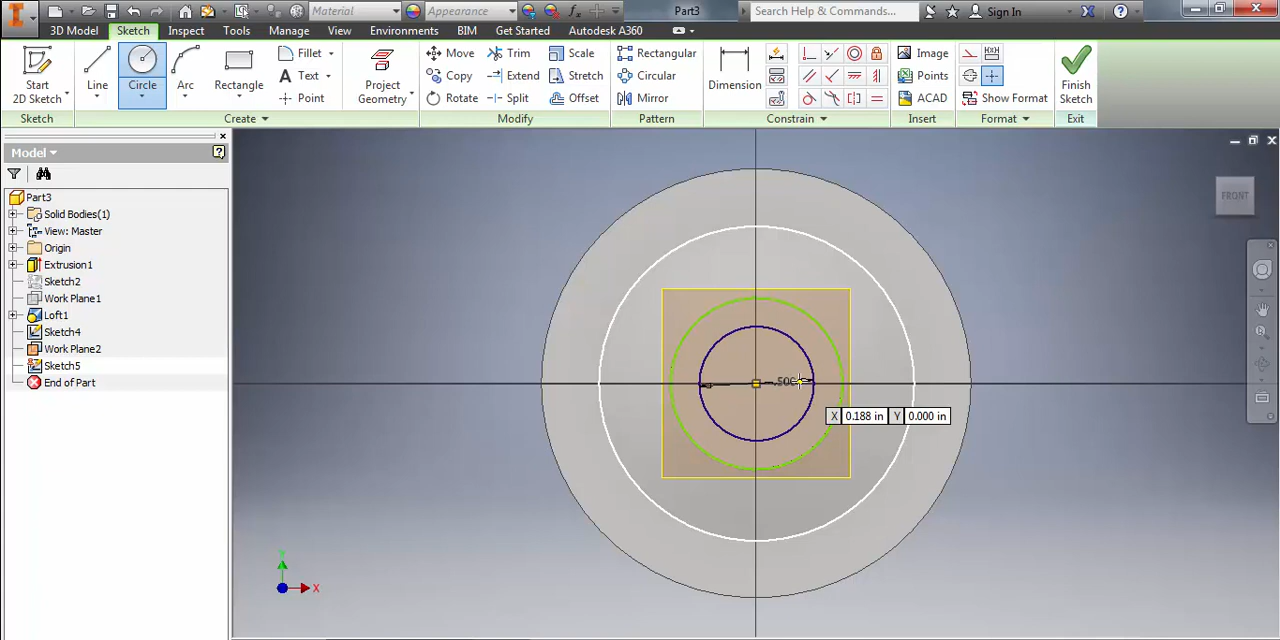 Material
Appearance
fx
Part3
Search Help & Commands...
Sign In
3D Model
Sketch
Inspect
Tools
Manage
View
Environments
BIM
Get Started
Autodesk A360
Start
2D Sketch
Line
Circle
Arc
Rectangle
Fillet
Text
Point
Project
Geometry
Move
Copy
Rotate
Trim
Extend
Split
Scale
Stretch
Offset
Rectangular
Circular
Mirror
Dimension
Image
Points
ACAD
Show Format
Finish
Sketch
Sketch
Create
Modify
Pattern
Constrain
Insert
Format
Exit
Model
Part3
Solid Bodies(1)
View: Master
Origin
Extrusion1
Sketch2
Work Plane1
Loft1
Sketch4
Work Plane2
Sketch5
End of Part
FRONT
.500
X 0.188 in Y 0.000 in
Y
X